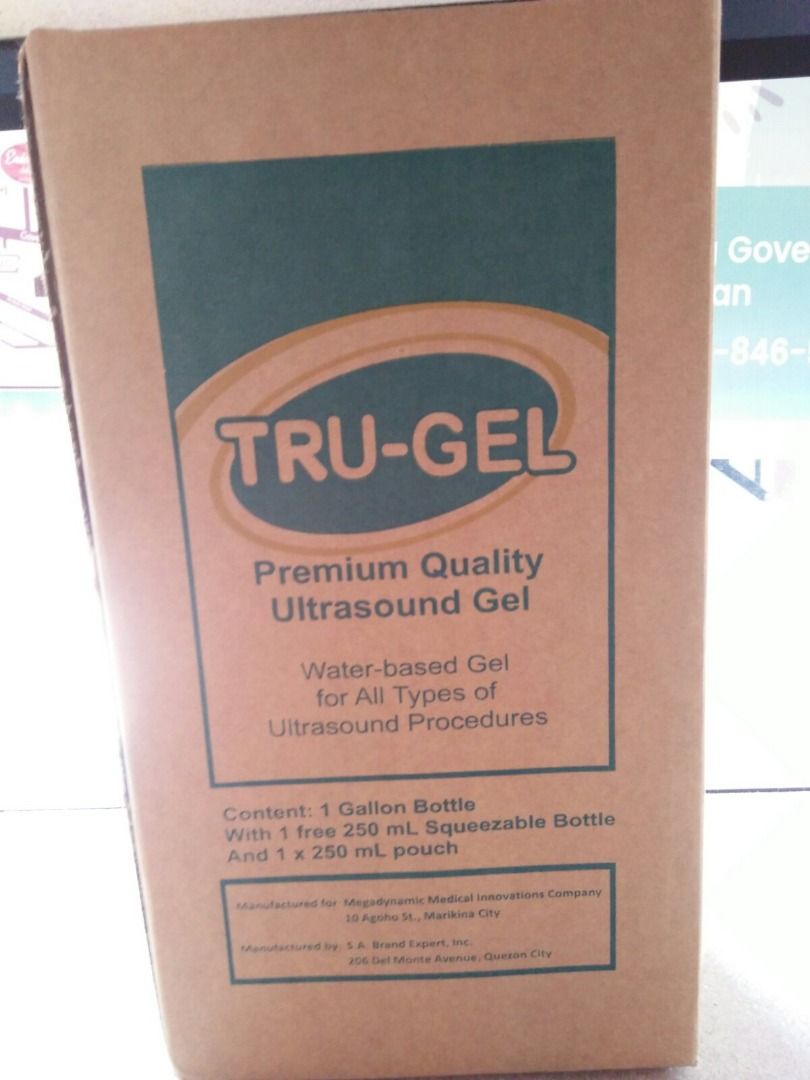 TRU-GEL
Premium Quality
Ultrasound Gel
Water-based Gel
for All Types of
Ultrasound Procedures
Content: 1 Gallon Bottle
With 1 free 250 mL Squeezable Bottle
And 1 x 250 mL pouch
Manufactured for Megadynamic Medical Innovations Company
10 Agoho St., Marikina City
Manufactured by: S.A. Brand Expert, Inc.
206 Del Monte Avenue, Quezon City
Gove
an
-846-